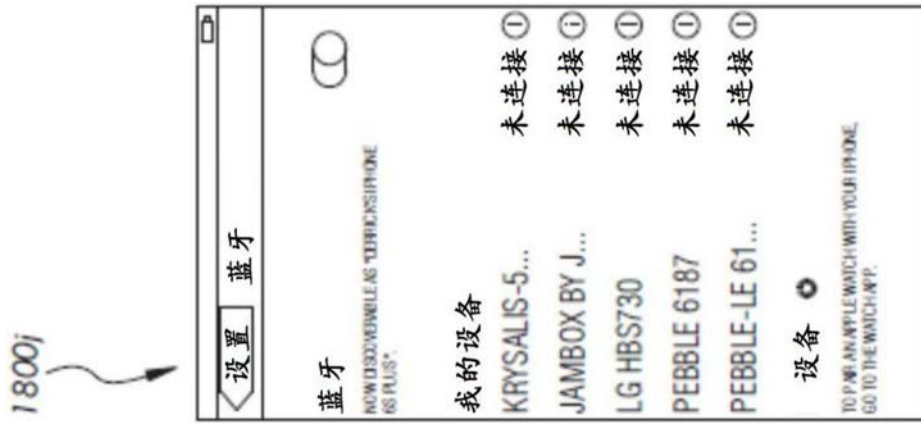 1800j
设置 蓝牙
蓝牙
NOW DISCOVERABLE AS "DERRICK'S IPHONE
6S PLUS".
我的设备
KRYSALIS-5... 未连接 i
JAMBOX BY J... 未连接 i
LG HBS730 未连接 i
PEBBLE 6187 未连接 i
PEBBLE-LE 61... 未连接 i
设备
TO PAIR AN APPLE WATCH WITH YOUR IPHONE,
GO TO THE WATCH APP.